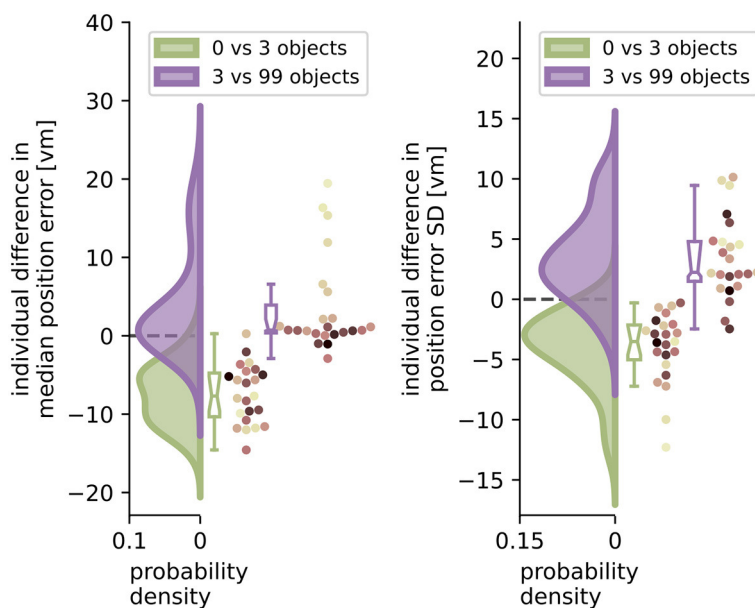 40
30
20
10
0
−10
−20
individual difference in
median position error [vm]
0 vs 3 objects
3 vs 99 objects
0.1 0
probability
density
20
15
10
5
0
−5
−10
−15
individual difference in
position error SD [vm]
0 vs 3 objects
3 vs 99 objects
0.15 0
probability
density